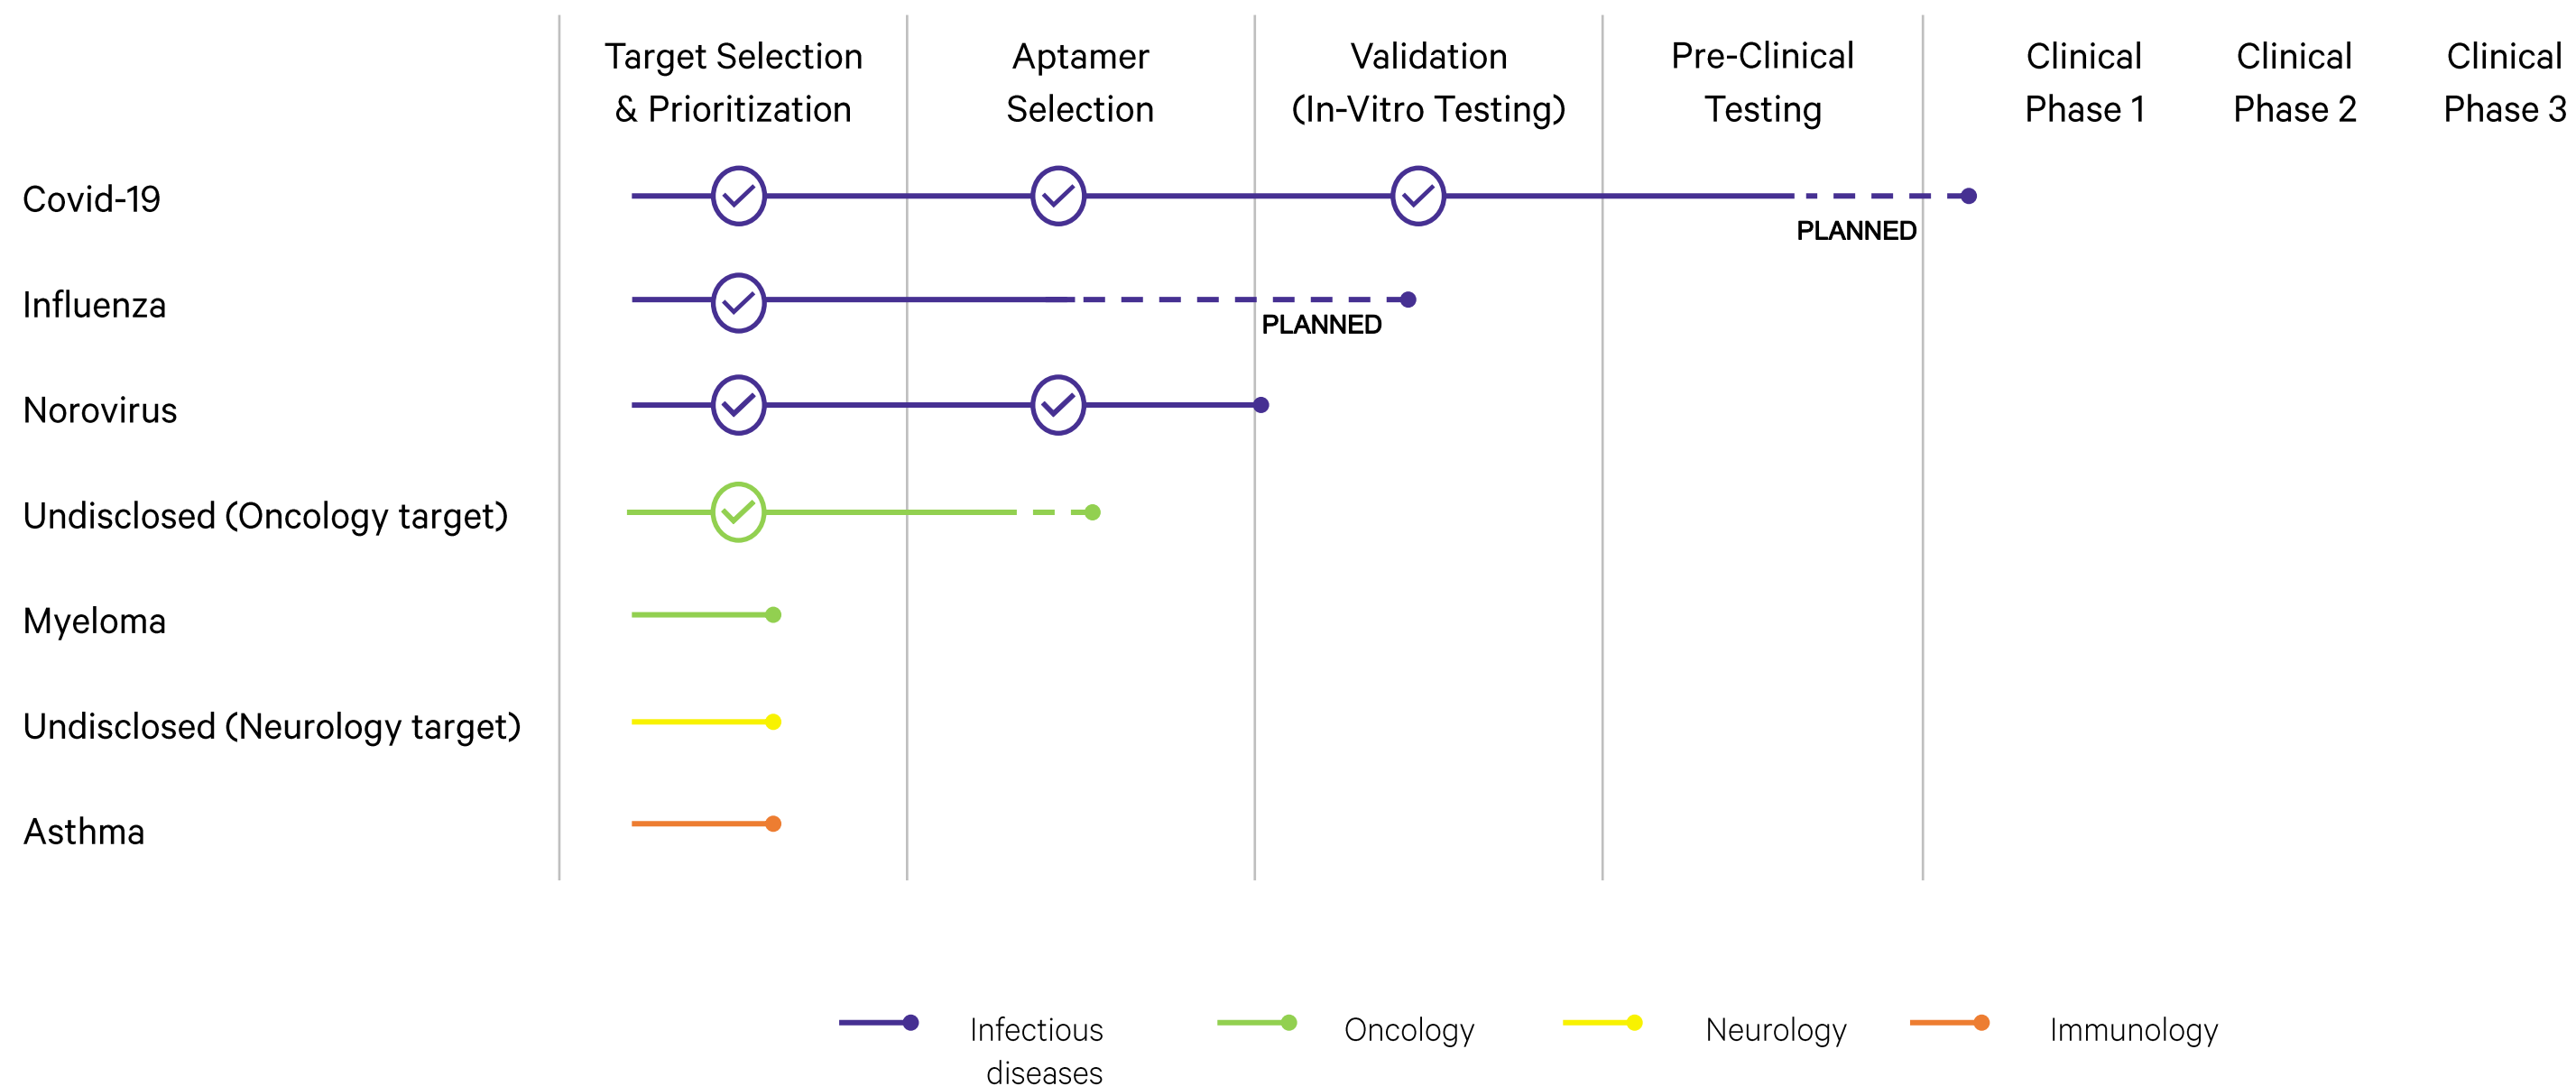 Target Selection
& Prioritization
Aptamer
Selection
Validation
(In-Vitro Testing)
Pre-Clinical
Testing
Clinical
Phase 1
Clinical
Phase 2
Clinical
Phase 3
Covid-19
PLANNED
Influenza
PLANNED
Norovirus
Undisclosed (Oncology target)
Myeloma
Undisclosed (Neurology target)
Asthma
Infectious
diseases
Oncology
Neurology
Immunology